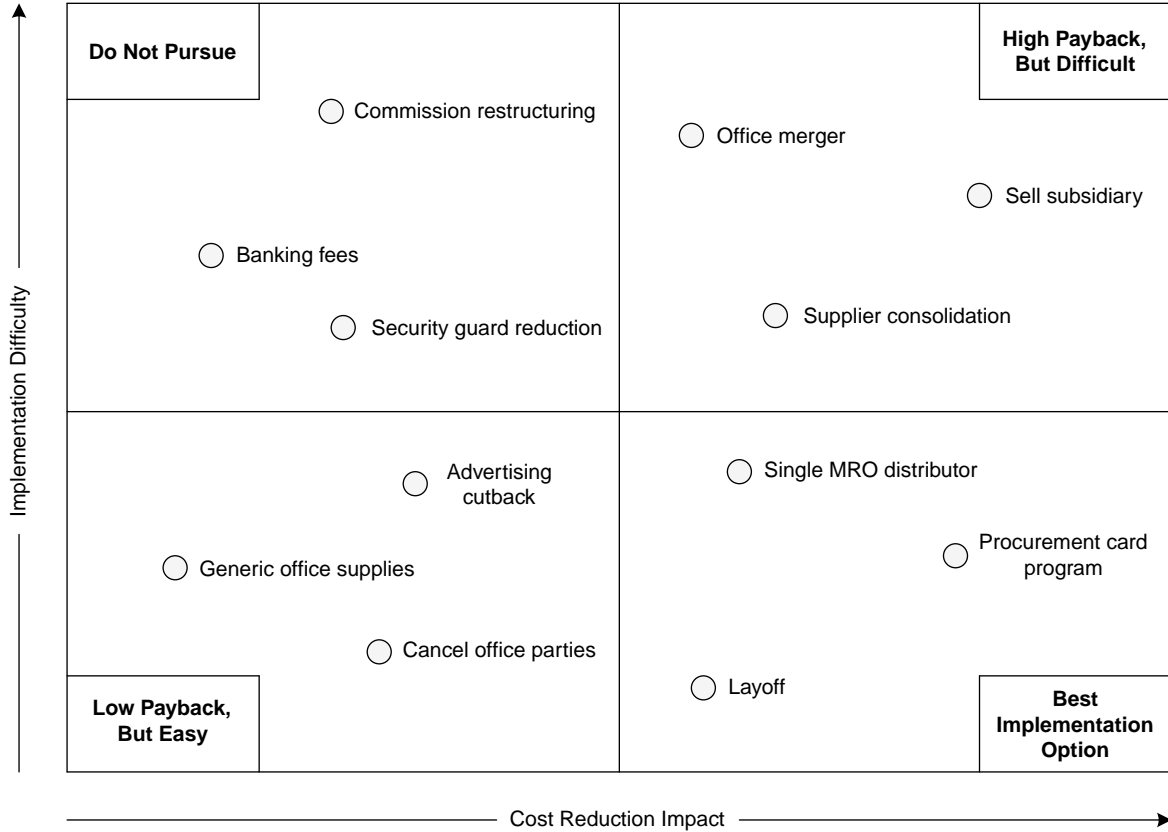 Do Not Pursue
High Payback,
But Difficult
Commission restructuring
Office merger
Sell subsidiary
Banking fees
Supplier consolidation
Security guard reduction
Implementation Difficulty
Advertising
cutback
Single MRO distributor
Procurement card
program
Generic office supplies
Cancel office parties
Layoff
Low Payback,
But Easy
Best
Implementation
Option
Cost Reduction Impact